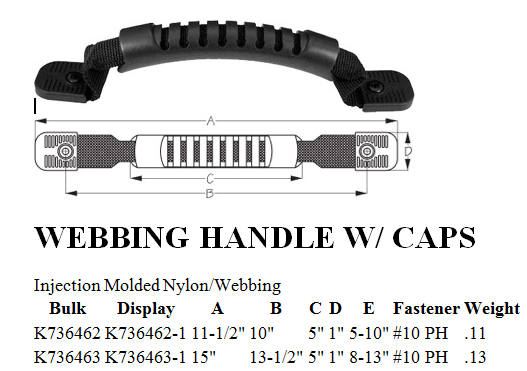 A
D
C
B
WEBBING HANDLE W/ CAPS
Injection Molded Nylon/Webbing
Bulk Display A B C D E Fastener Weight
K736462 K736462-1 11-1/2" 10" 5" 1" 5-10" #10 PH .11
K736463 K736463-1 15" 13-1/2" 5" 1" 8-13" #10 PH .13